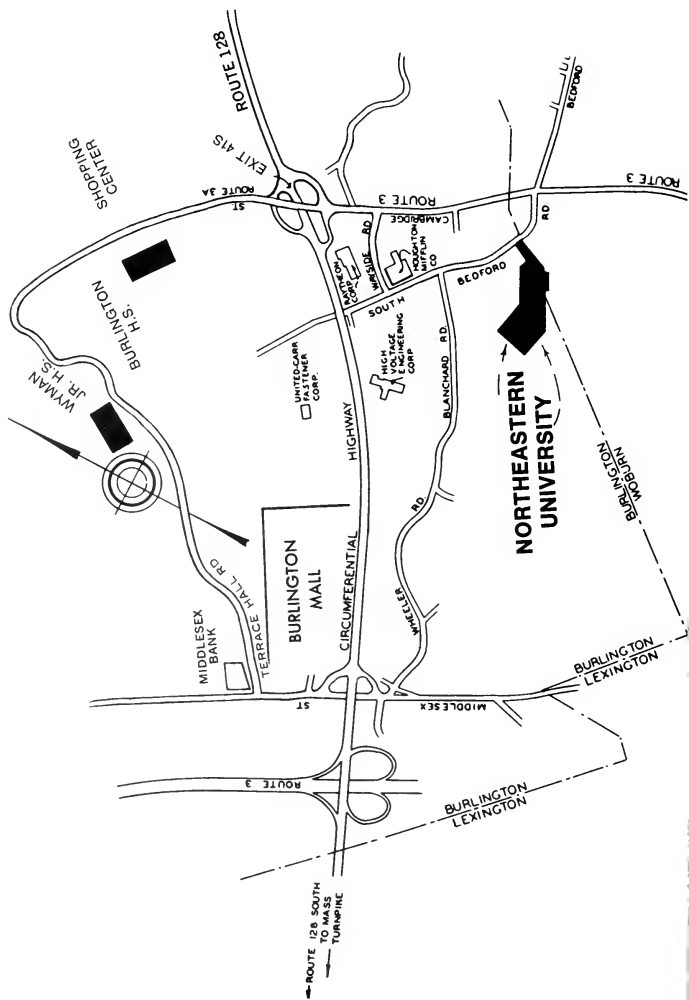 ROUTE 128
EXIT 41S
SHOPPING
CENTER
ROUTE 3A
ST
BURLINGTON
H.S.
WYMAN
JR. H.S.
RAYTHEON
CORP.
WAYSIDE RD
ROUTE 3
CAMBRIDGE
HOUGHTON
MIFFLIN
CO
SOUTH
BEDFORD
RD
BEDFORD
ROUTE 3
UNITED-CARR
FASTENER
CORP.
HIGH
VOLTAGE
ENGINEERING
CORP.
BLANCHARD RD.
HIGHWAY
CIRCUMFERENTIAL
NORTHEASTERN
UNIVERSITY
BURLINGTON
WOBURN
BURLINGTON
MALL
TERRACE HALL RD
MIDDLESEX
BANK
WHEELER RD
ST
MIDDLESEX
BURLINGTON
LEXINGTON
ROUTE 3
BURLINGTON
LEXINGTON
ROUTE 128 SOUTH
TO MASS
TURNPIKE